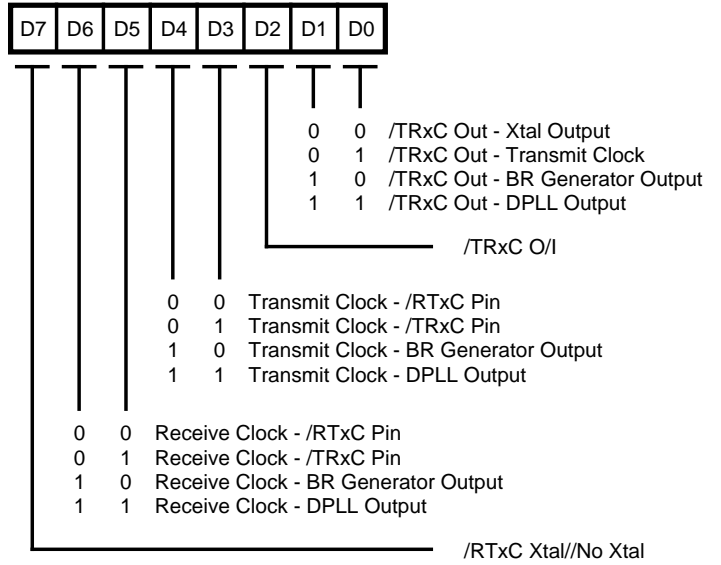 D7 D6 D5 D4 D3 D2 D1 D0
0 0 /TRxC Out - Xtal Output
0 1 /TRxC Out - Transmit Clock
1 0 /TRxC Out - BR Generator Output
1 1 /TRxC Out - DPLL Output
/TRxC O/I
0 0 Transmit Clock - /RTxC Pin
0 1 Transmit Clock - /TRxC Pin
1 0 Transmit Clock - BR Generator Output
1 1 Transmit Clock - DPLL Output
0 0 Receive Clock - /RTxC Pin
0 1 Receive Clock - /TRxC Pin
1 0 Receive Clock - BR Generator Output
1 1 Receive Clock - DPLL Output
/RTxC Xtal//No Xtal